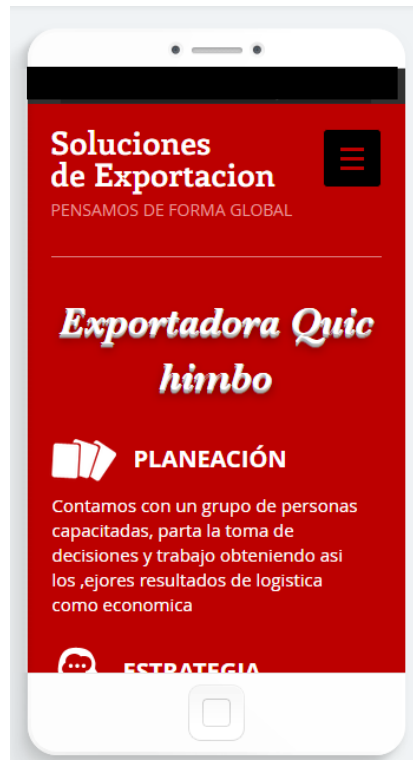 Soluciones
de Exportacion
PENSAMOS DE FORMA GLOBAL
Exportadora Quic
himbo
PLANEACIÓN
Contamos con un grupo de personas
capacitadas, parta la toma de
decisiones y trabajo obteniendo asi
los ,ejores resultados de logistica
como economica
ESTRATEGIA